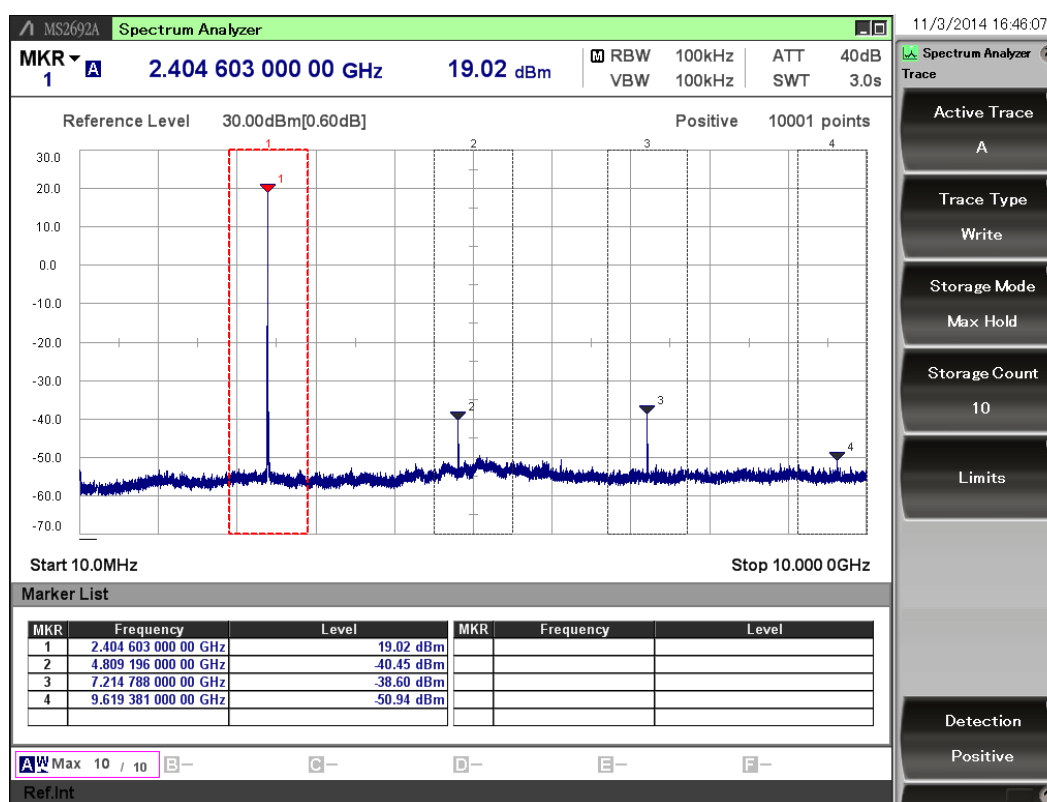 MS2692A Spectrum Analyzer
11/3/2014 16:46:07
MKR 1 A 2.404 603 000 00 GHz 19.02 dBm
M RBW 100kHz ATT 40dB
VBW 100kHz SWT 3.0s
Reference Level 30.00dBm[0.60dB] Positive 10001 points
1 2 3 4
30.0
20.0
10.0
0.0
-10.0
-20.0
-30.0
-40.0
-50.0
-60.0
-70.0
1
2
3
4
Start 10.0MHz Stop 10.000 0GHz
Marker List
MKR Frequency Level MKR Frequency Level
1 2.404 603 000 00 GHz 19.02 dBm
2 4.809 196 000 00 GHz -40.45 dBm
3 7.214 788 000 00 GHz -38.60 dBm
4 9.619 381 000 00 GHz -50.94 dBm
A W Max 10 / 10 B- C- D- E- F-
Ref.Int
Spectrum Analyzer
Trace
Active Trace
A
Trace Type
Write
Storage Mode
Max Hold
Storage Count
10
Limits
Detection
Positive